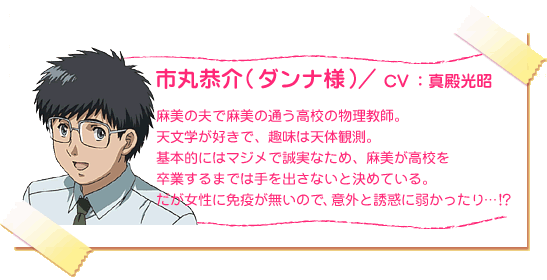 市丸恭介(ダンナ様)／ CV ：真殿光昭
麻美の夫で麻美の通う高校の物理教師。
天文学が好きで、趣味は天体観測。
基本的にはマジメで誠実なため、麻美が高校を
卒業するまでは手を出さないと決めている。
だが女性に免疫が無いので、意外と誘惑に弱かったり…!?